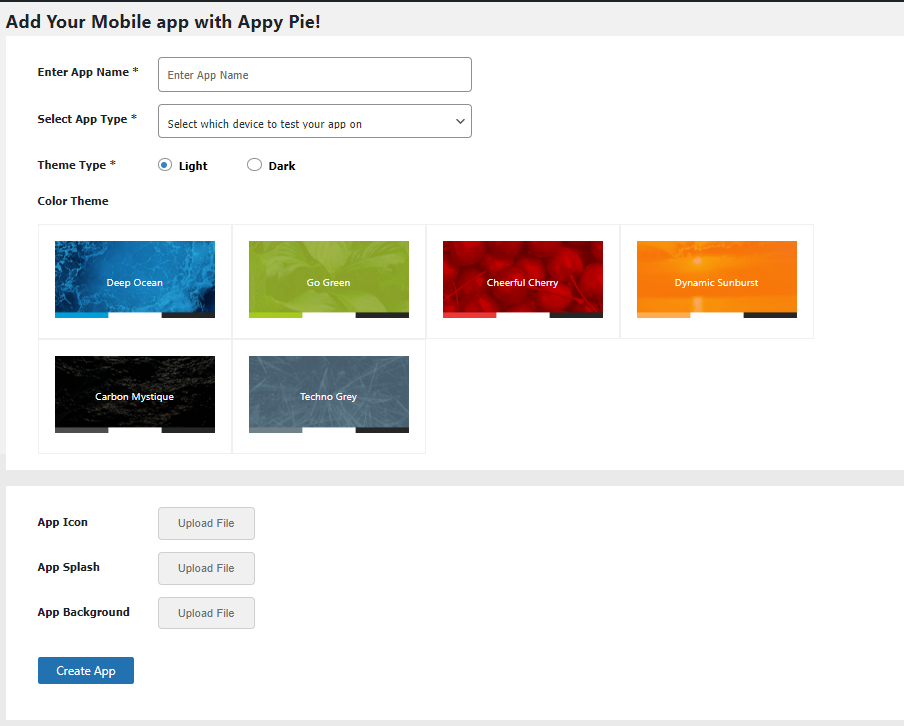 Add Your Mobile app with Appy Pie!
Enter App Name *
Enter App Name
Select App Type *
Select which device to test your app on
Theme Type *
Light
Dark
Color Theme
Deep Ocean
Go Green
Cheerful Cherry
Dynamic Sunburst
Carbon Mystique
Techno Grey
App Icon
Upload File
App Splash
Upload File
App Background
Upload File
Create App